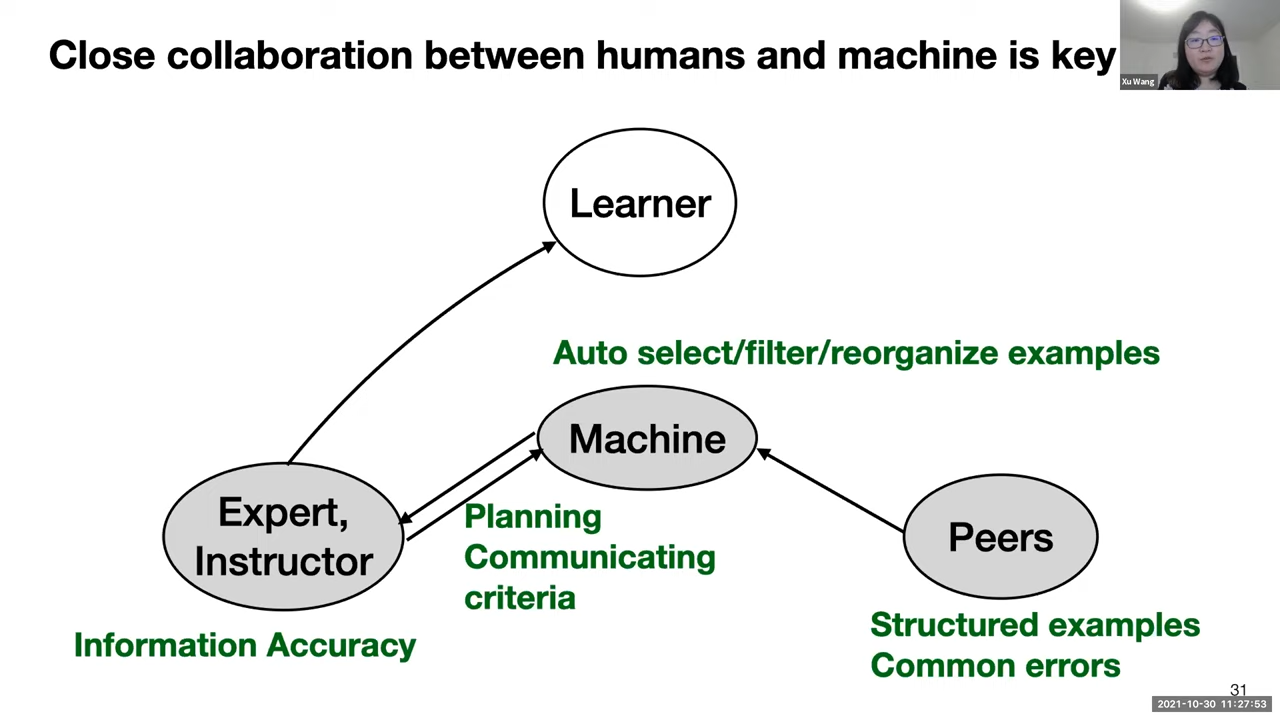 Close collaboration between humans and machine is key
Xu Wang
Learner
Auto select/filter/reorganize examples
Machine
Expert,
Instructor
Planning
Communicating
criteria
Peers
Information Accuracy
Structured examples
Common errors
31
2021-10-30 11:27:53